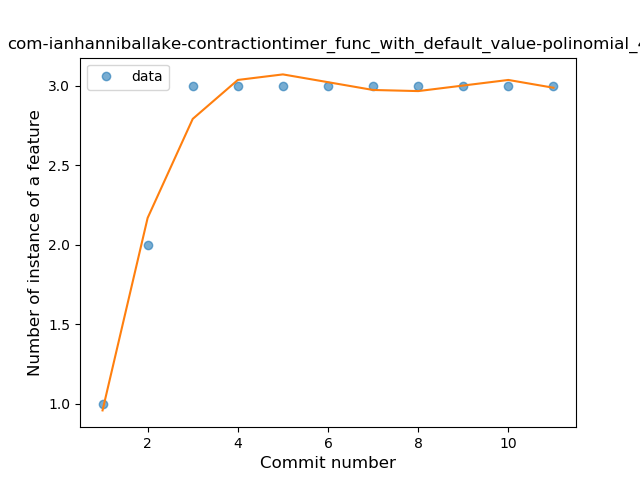 com-ianhanniballake-contractiontimer_func_with_default_value-polinomial_4
data
Number of instance of a feature
3.0
2.5
2.0
1.5
1.0
2
4
6
8
10
Commit number